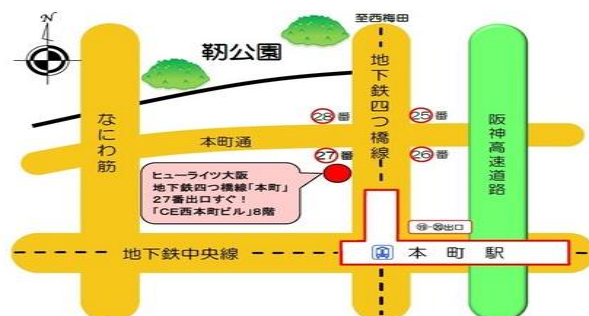 N
至西梅田
靭公園
地下鉄四つ橋線
阪神高速道路
なにわ筋
28番
25番
本町通
27番
26番
ヒューライツ大阪
地下鉄四つ橋線「本町」
27番出口すぐ!
「CE西本町ビル」8階
出口
地下鉄中央線
本町駅